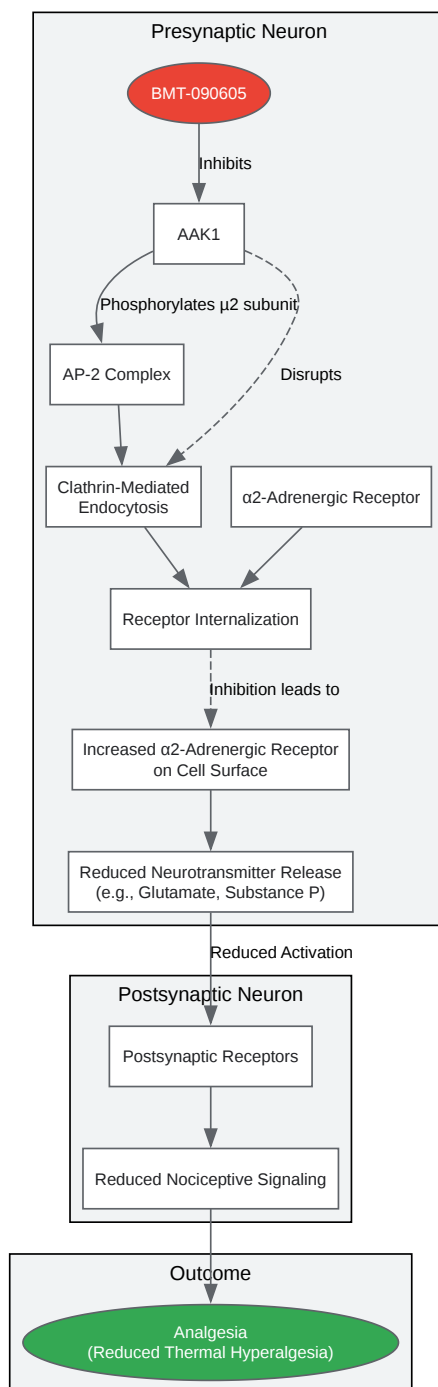 Presynaptic Neuron
BMT-090605
Inhibits
AAK1
Phosphorylates µ2 subunit
AP-2 Complex
Disrupts
Clathrin-Mediated
Endocytosis
α2-Adrenergic Receptor
Receptor Internalization
Inhibition leads to
Increased α2-Adrenergic Receptor
on Cell Surface
Reduced Neurotransmitter Release
(e.g., Glutamate, Substance P)
Reduced Activation
Postsynaptic Neuron
Postsynaptic Receptors
Reduced Nociceptive Signaling
Outcome
Analgesia
(Reduced Thermal Hyperalgesia)